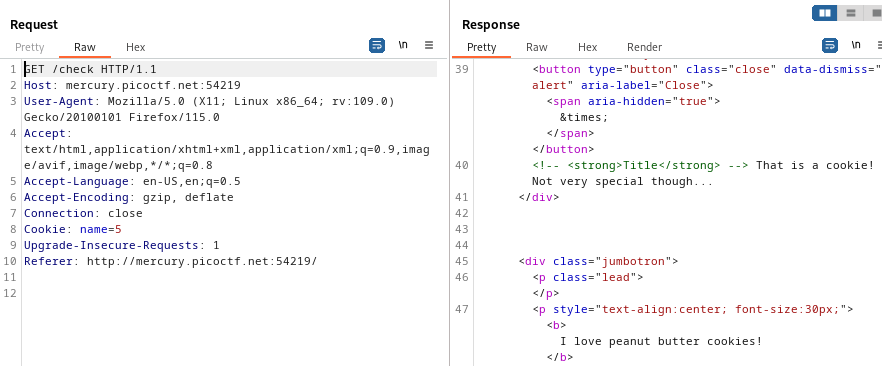 Request
Response
Pretty Raw Hex
\n
Pretty Raw Hex Render
\n
1 GET /check HTTP/1.1
2 Host: mercury.picoctf.net:54219
3 User-Agent: Mozilla/5.0 (X11; Linux x86_64; rv:109.0)
Gecko/20100101 Firefox/115.0
4 Accept:
text/html,application/xhtml+xml,application/xml;q=0.9,imag
e/avif,image/webp,*/*;q=0.8
5 Accept-Language: en-US,en;q=0.5
6 Accept-Encoding: gzip, deflate
7 Connection: close
8 Cookie: name=5
9 Upgrade-Insecure-Requests: 1
10 Referer: http://mercury.picoctf.net:54219/
11
12
39 <button type="button" class="close" data-dismiss="
alert" aria-label="Close">
<span aria-hidden="true">
&times;
</span>
</button>
40 <!-- <strong>Title</strong> --> That is a cookie!
Not very special though...
41 </div>
42
43
44
45 <div class="jumbotron">
46 <p class="lead">
</p>
47 <p style="text-align:center; font-size:30px;">
<b>
I love peanut butter cookies!
</b>